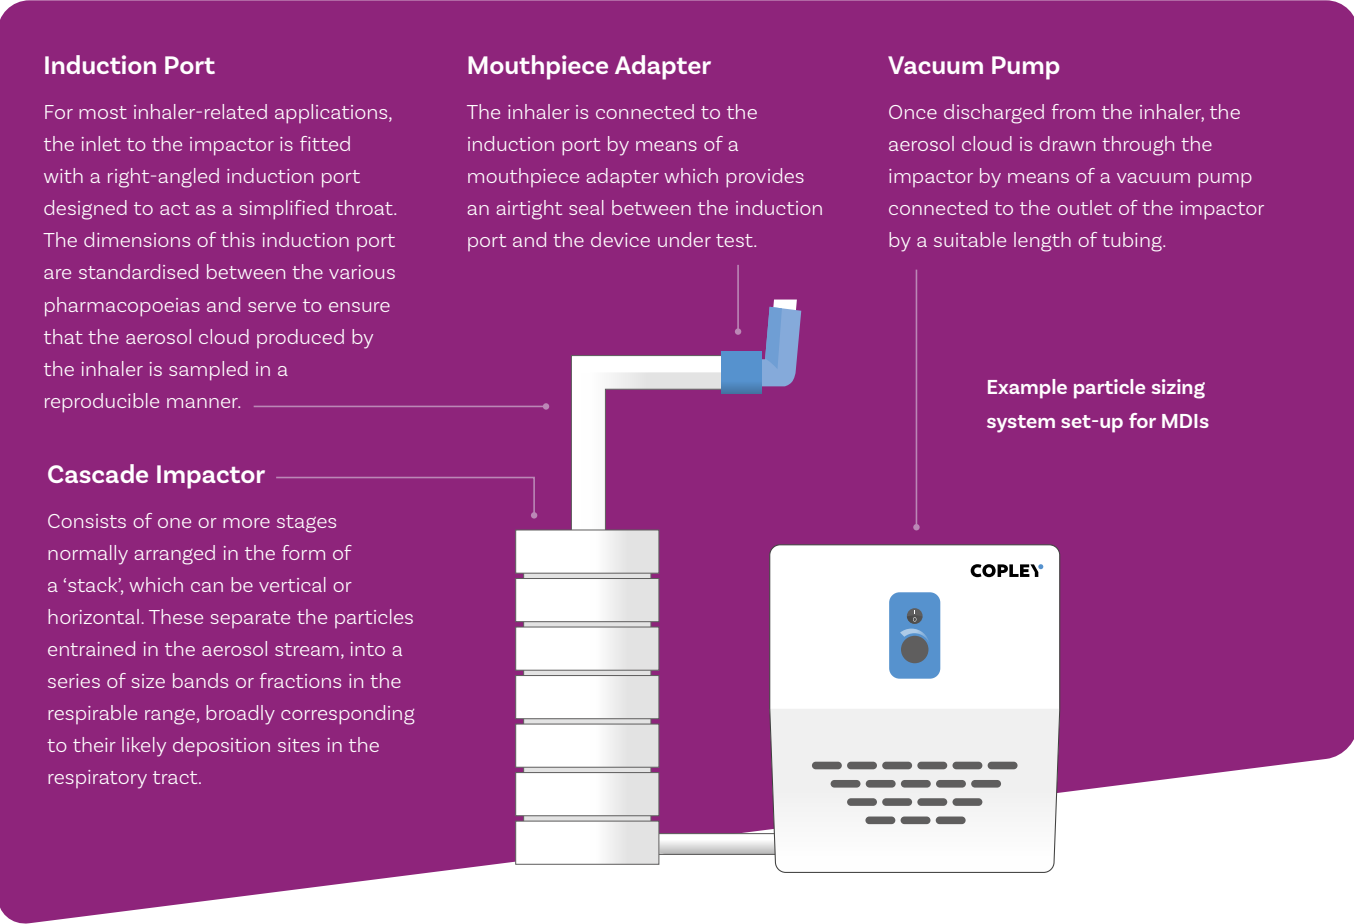 Induction Port
For most inhaler-related applications,
the inlet to the impactor is fitted
with a right-angled induction port
designed to act as a simplified throat.
The dimensions of this induction port
are standardised between the various
pharmacopoeias and serve to ensure
that the aerosol cloud produced by
the inhaler is sampled in a
reproducible manner.
Mouthpiece Adapter
The inhaler is connected to the
induction port by means of a
mouthpiece adapter which provides
an airtight seal between the induction
port and the device under test.
Vacuum Pump
Once discharged from the inhaler, the
aerosol cloud is drawn through the
impactor by means of a vacuum pump
connected to the outlet of the impactor
by a suitable length of tubing.
Example particle sizing
system set-up for MDIs
Cascade Impactor
Consists of one or more stages
normally arranged in the form of
a ‘stack’, which can be vertical or
horizontal. These separate the particles
entrained in the aerosol stream, into a
series of size bands or fractions in the
respirable range, broadly corresponding
to their likely deposition sites in the
respiratory tract.
COPLEY
I
0